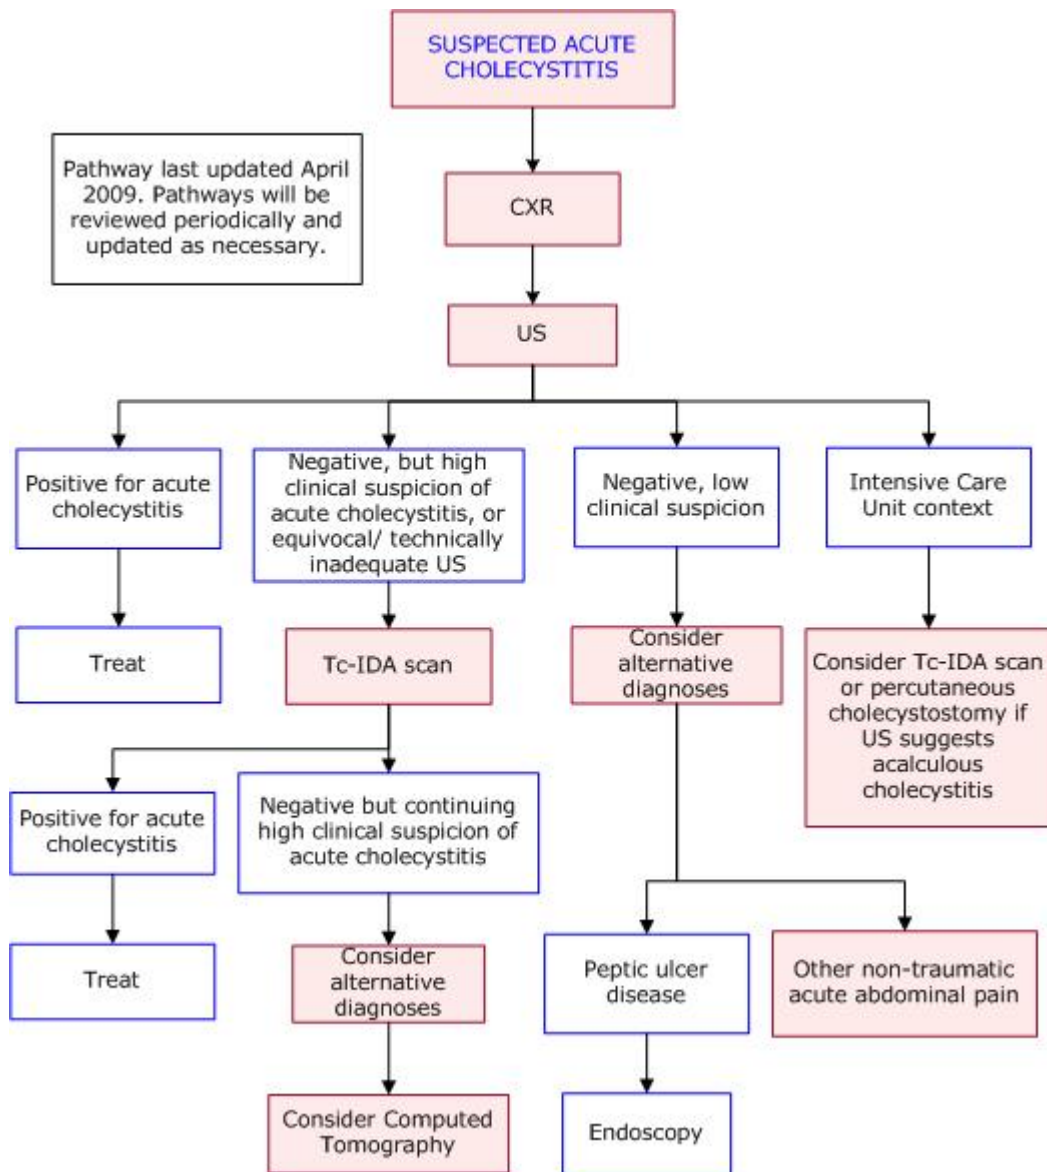 SUSPECTED ACUTE
CHOLECYSTITIS
Pathway last updated April
2009. Pathways will be
reviewed periodically and
updated as necessary.
CXR
US
Positive for acute
cholecystitis
Negative, but high
clinical suspicion of
acute cholecystitis, or
equivocal/ technically
inadequate US
Negative, low
clinical suspicion
Intensive Care
Unit context
Treat
Tc-IDA scan
Consider
alternative
diagnoses
Consider Tc-IDA scan
or percutaneous
cholecystostomy if
US suggests
acalculous
cholecystitis
Positive for acute
cholecystitis
Negative but continuing
high clinical suspicion of
acute cholecystitis
Treat
Consider
alternative
diagnoses
Peptic ulcer
disease
Other non-traumatic
acute abdominal pain
Consider Computed
Tomography
Endoscopy